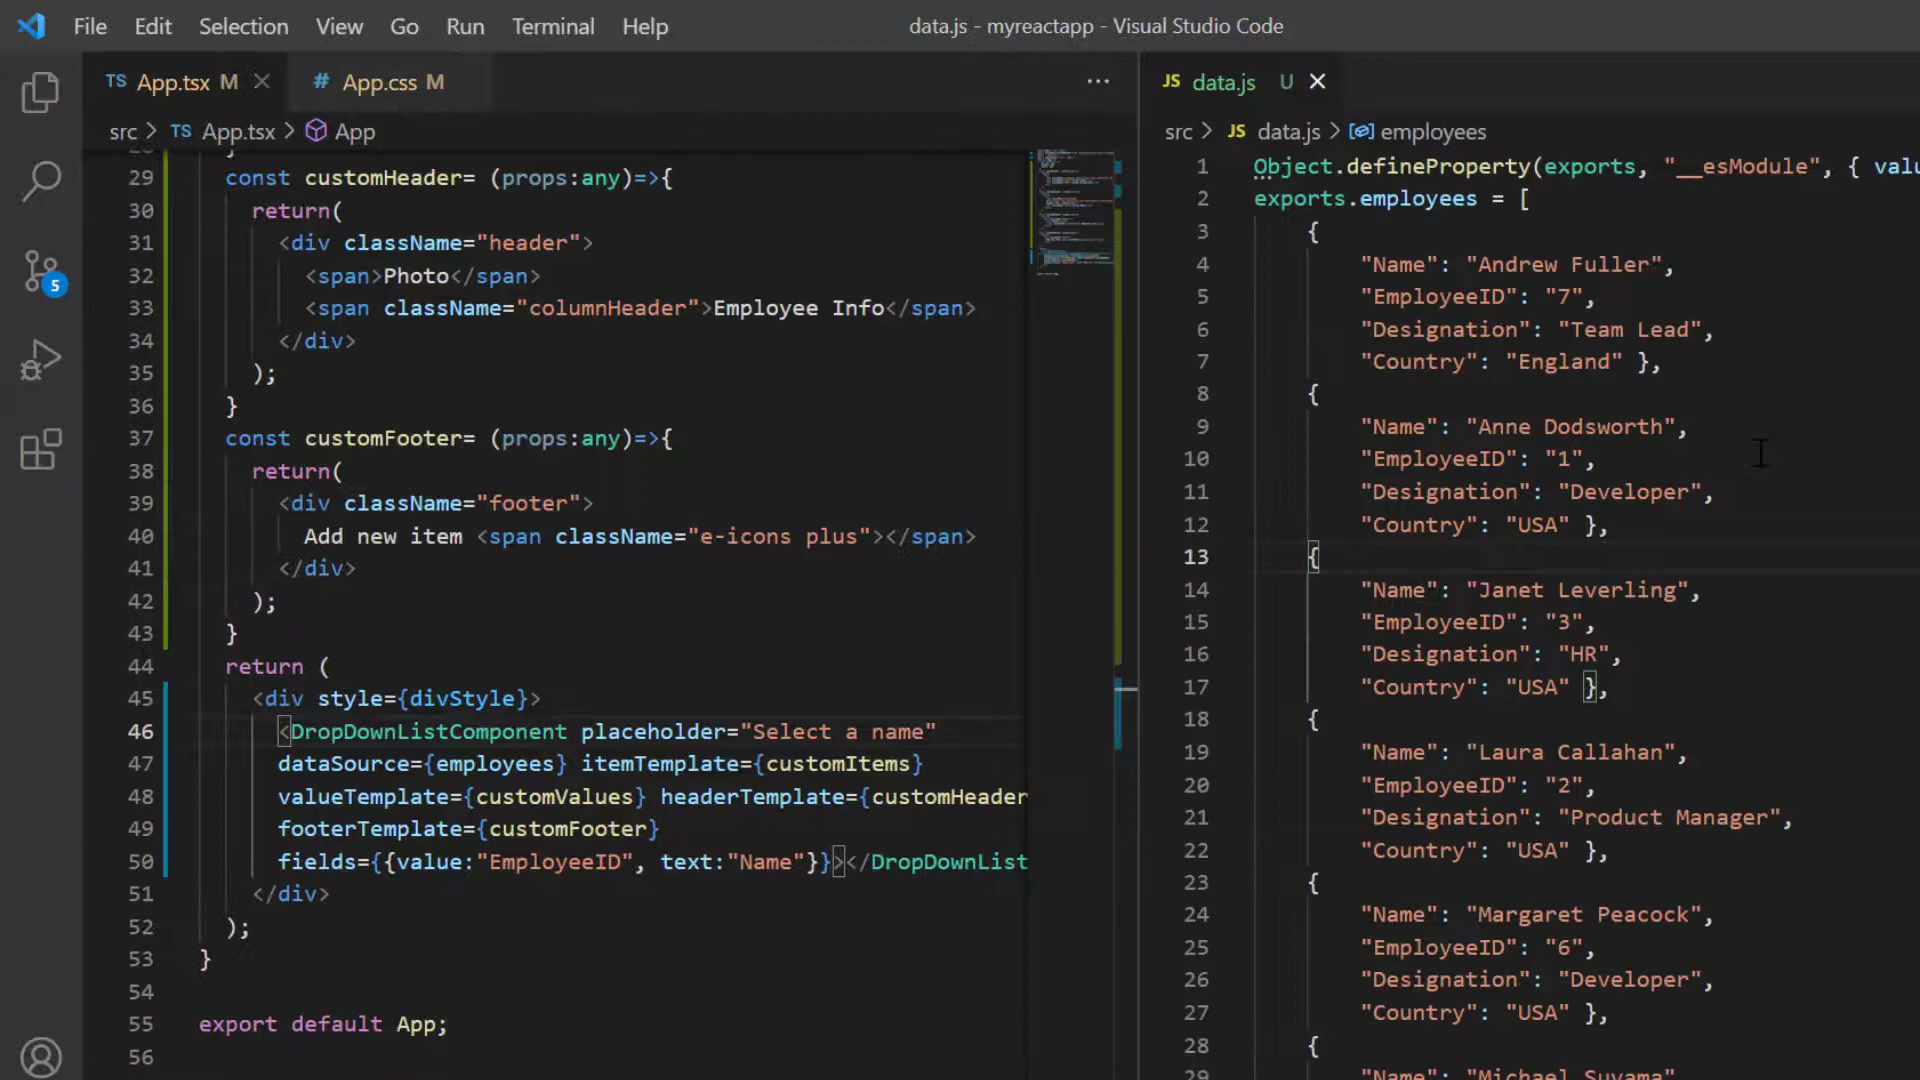 File Edit Selection View Go Run Terminal Help
data.js - myreactapp - Visual Studio Code
TS App.tsx M
# App.css M
···
src > TS App.tsx > App
29 const customHeader= (props:any)=>{
30 return(
31 <div className="header">
32 <span>Photo</span>
33 <span className="columnHeader">Employee Info</span>
34 </div>
35 );
36 }
37 const customFooter= (props:any)=>{
38 return(
39 <div className="footer">
40 Add new item <span className="e-icons plus"></span>
41 </div>
42 );
43 }
44 return (
45 <div style={divStyle}>
46 <DropDownListComponent placeholder="Select a name"
47 dataSource={employees} itemTemplate={customItems}
48 valueTemplate={customValues} headerTemplate={customHeader
49 footerTemplate={customFooter}
50 fields={{value:"EmployeeID", text:"Name"}}></DropDownList
51 </div>
52 );
53 }
54
55 export default App;
56
5
JS data.js U
src > JS data.js > employees
1 Object.defineProperty(exports, "__esModule", { valu
2 exports.employees = [
3 {
4 "Name": "Andrew Fuller",
5 "EmployeeID": "7",
6 "Designation": "Team Lead",
7 "Country": "England" },
8 {
9 "Name": "Anne Dodsworth",
10 "EmployeeID": "1",
11 "Designation": "Developer",
12 "Country": "USA" },
13 {
14 "Name": "Janet Leverling",
15 "EmployeeID": "3",
16 "Designation": "HR",
17 "Country": "USA" },
18 {
19 "Name": "Laura Callahan",
20 "EmployeeID": "2",
21 "Designation": "Product Manager",
22 "Country": "USA" },
23 {
24 "Name": "Margaret Peacock",
25 "EmployeeID": "6",
26 "Designation": "Developer",
27 "Country": "USA" },
28 {
29 "Name": "Michael Suyama"